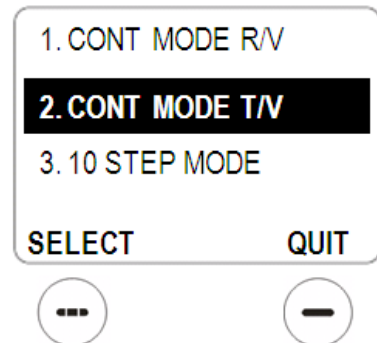 1. CONT MODE R/V
2. CONT MODE T/V
3. 10 STEP MODE
SELECT QUIT